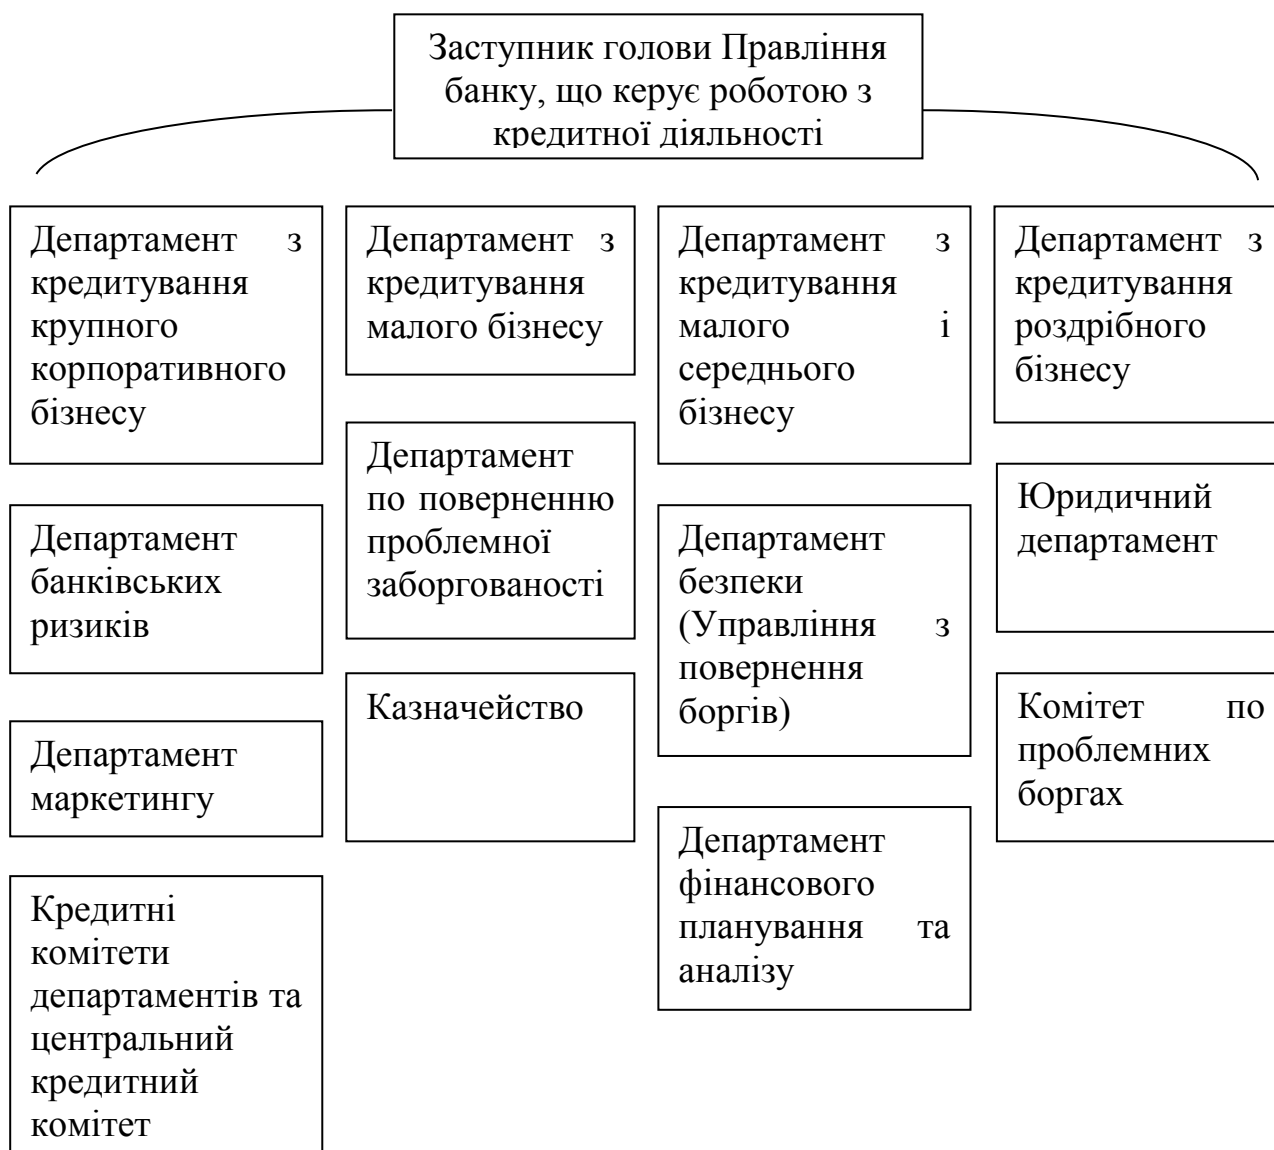 Заступник голови Правління
банку, що керує роботою з
кредитної діяльності
Департамент з
кредитування
крупного
корпоративного
бізнесу
Департамент з
кредитування
малого бізнесу
Департамент з
кредитування
малого і
середнього
бізнесу
Департамент з
кредитування
роздрібного
бізнесу
Департамент
банківських
ризиків
Департамент
по поверненню
проблемної
заборгованості
Департамент
безпеки
(Управління з
повернення
боргів)
Юридичний
департамент
Департамент
маркетингу
Казначейство
Департамент
фінансового
планування та
аналізу
Комітет по
проблемних
боргах
Кредитні
комітети
департаментів та
центральний
кредитний
комітет